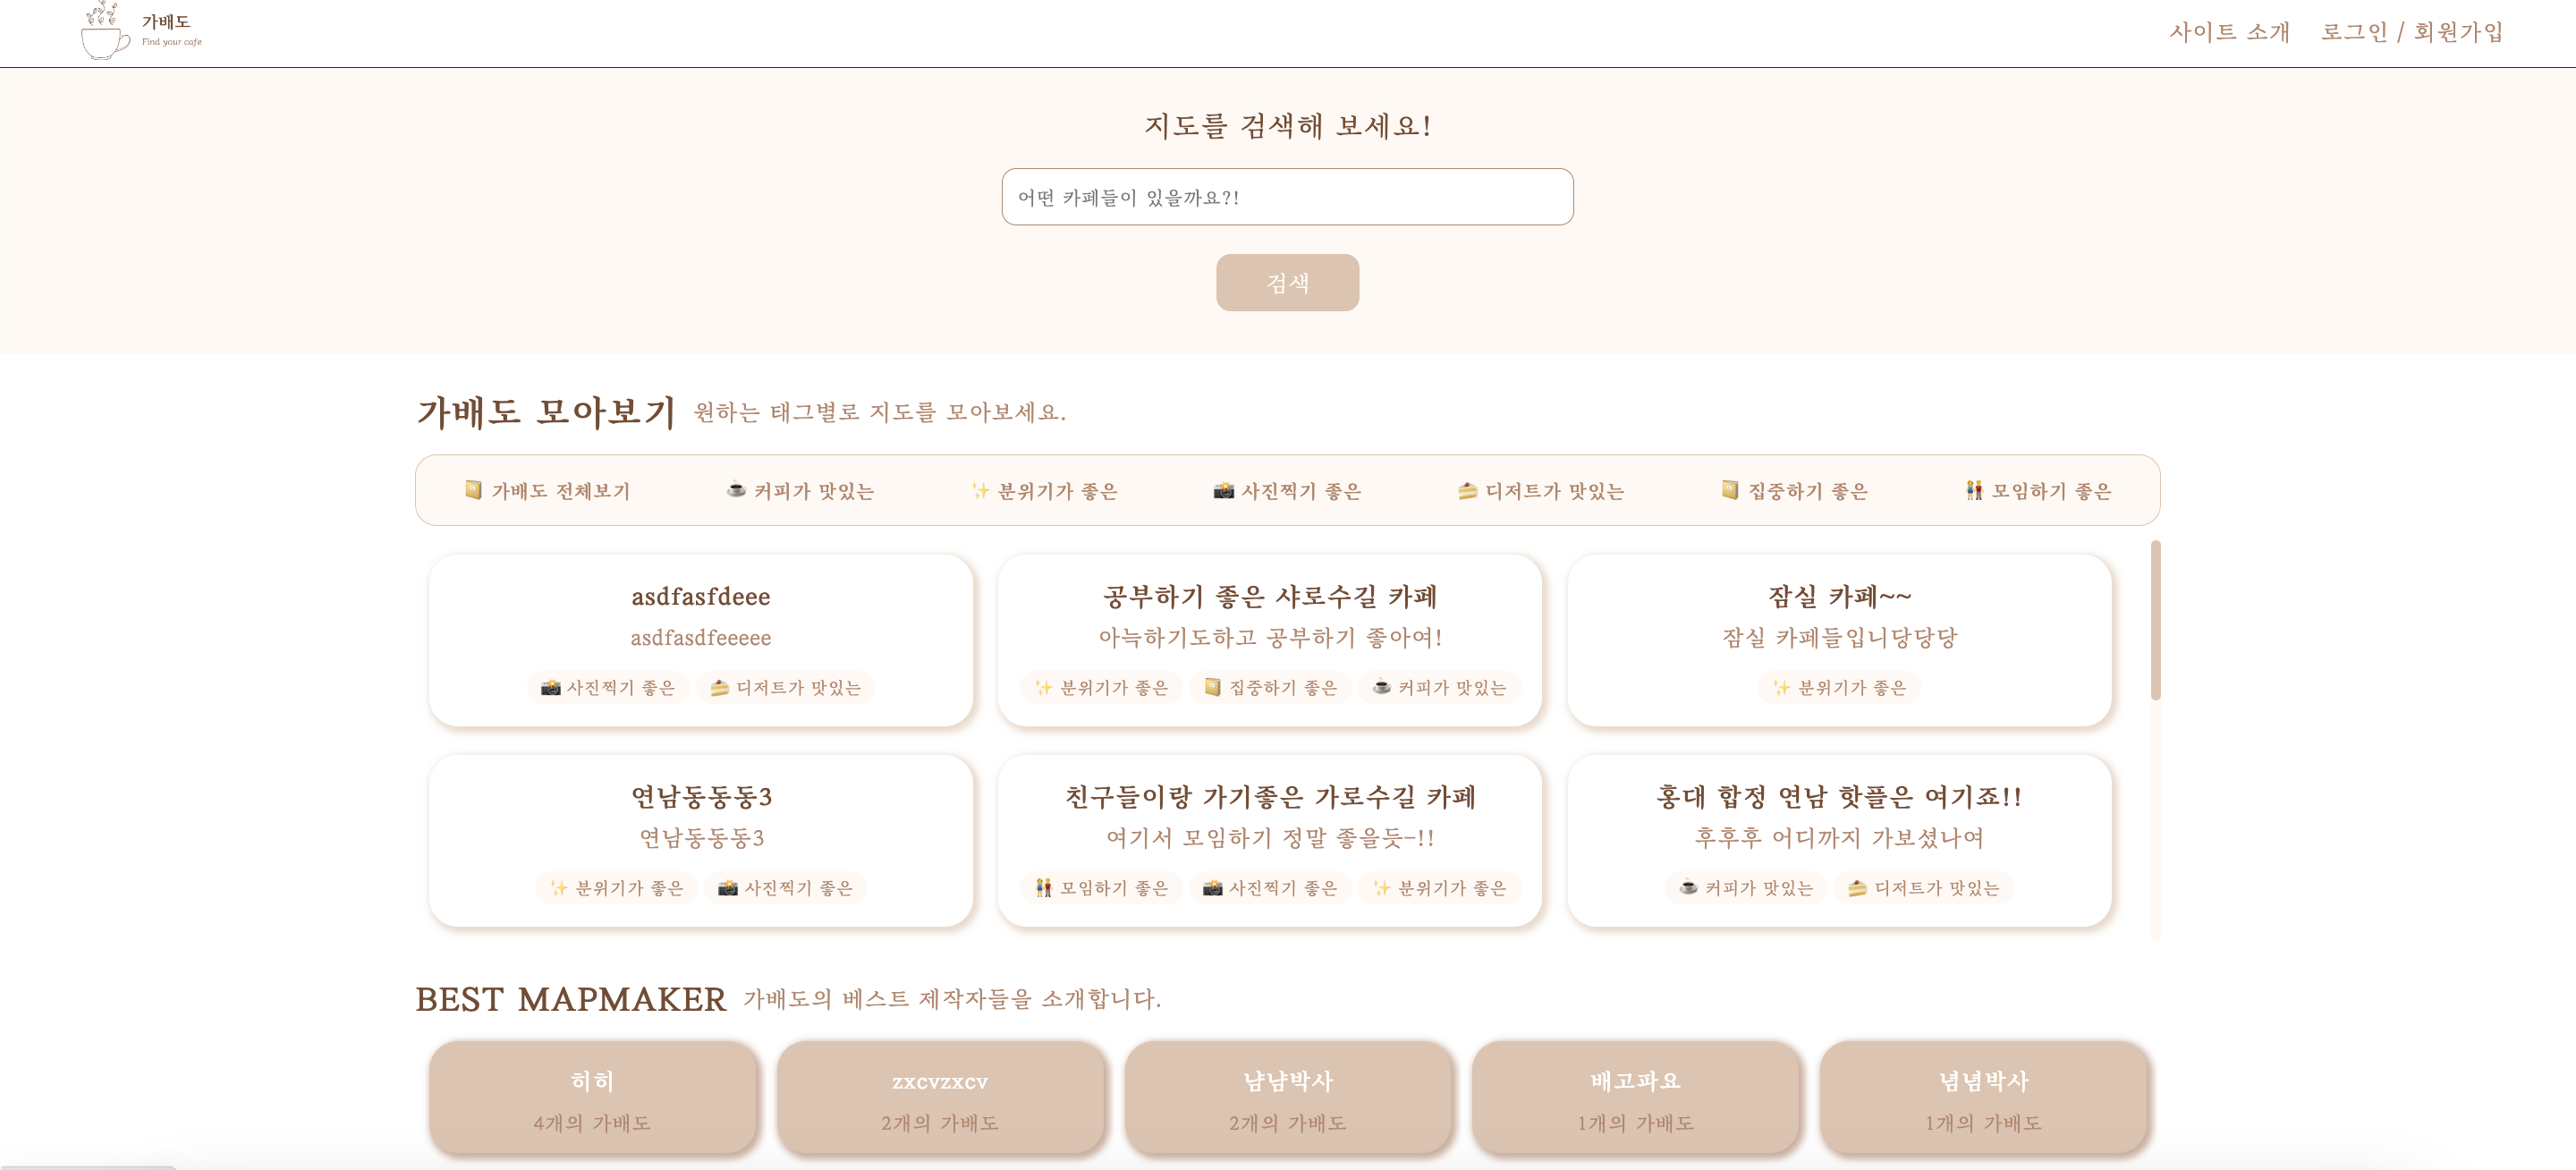 가배도
Find your cafe
사이트 소개
로그인 / 회원가입
지도를 검색해 보세요!
어떤 카페들이 있을까요?!
검색
가배도 모아보기 원하는 태그별로 지도를 모아보세요.
가배도 전체보기
커피가 맛있는
분위기가 좋은
사진찍기 좋은
디저트가 맛있는
집중하기 좋은
모임하기 좋은
asdfasfdeee
asdfasdfeeeee
사진찍기 좋은 디저트가 맛있는
공부하기 좋은 샤로수길 카페
아늑하기도하고 공부하기 좋아여!
분위기가 좋은 집중하기 좋은 커피가 맛있는
잠실 카페~~
잠실 카페들입니당당당
분위기가 좋은
연남동동동3
연남동동동3
분위기가 좋은 사진찍기 좋은
친구들이랑 가기좋은 가로수길 카페
여기서 모임하기 정말 좋을듯-!!
모임하기 좋은 사진찍기 좋은 분위기가 좋은
홍대 합정 연남 핫플은 여기죠!!
후후후 어디까지 가보셨나여
커피가 맛있는 디저트가 맛있는
BEST MAPMAKER 가배도의 베스트 제작자들을 소개합니다.
히히
4개의 가배도
zxcvzxcv
2개의 가배도
냠냠박사
2개의 가배도
배고파요
1개의 가배도
념념박사
1개의 가배도